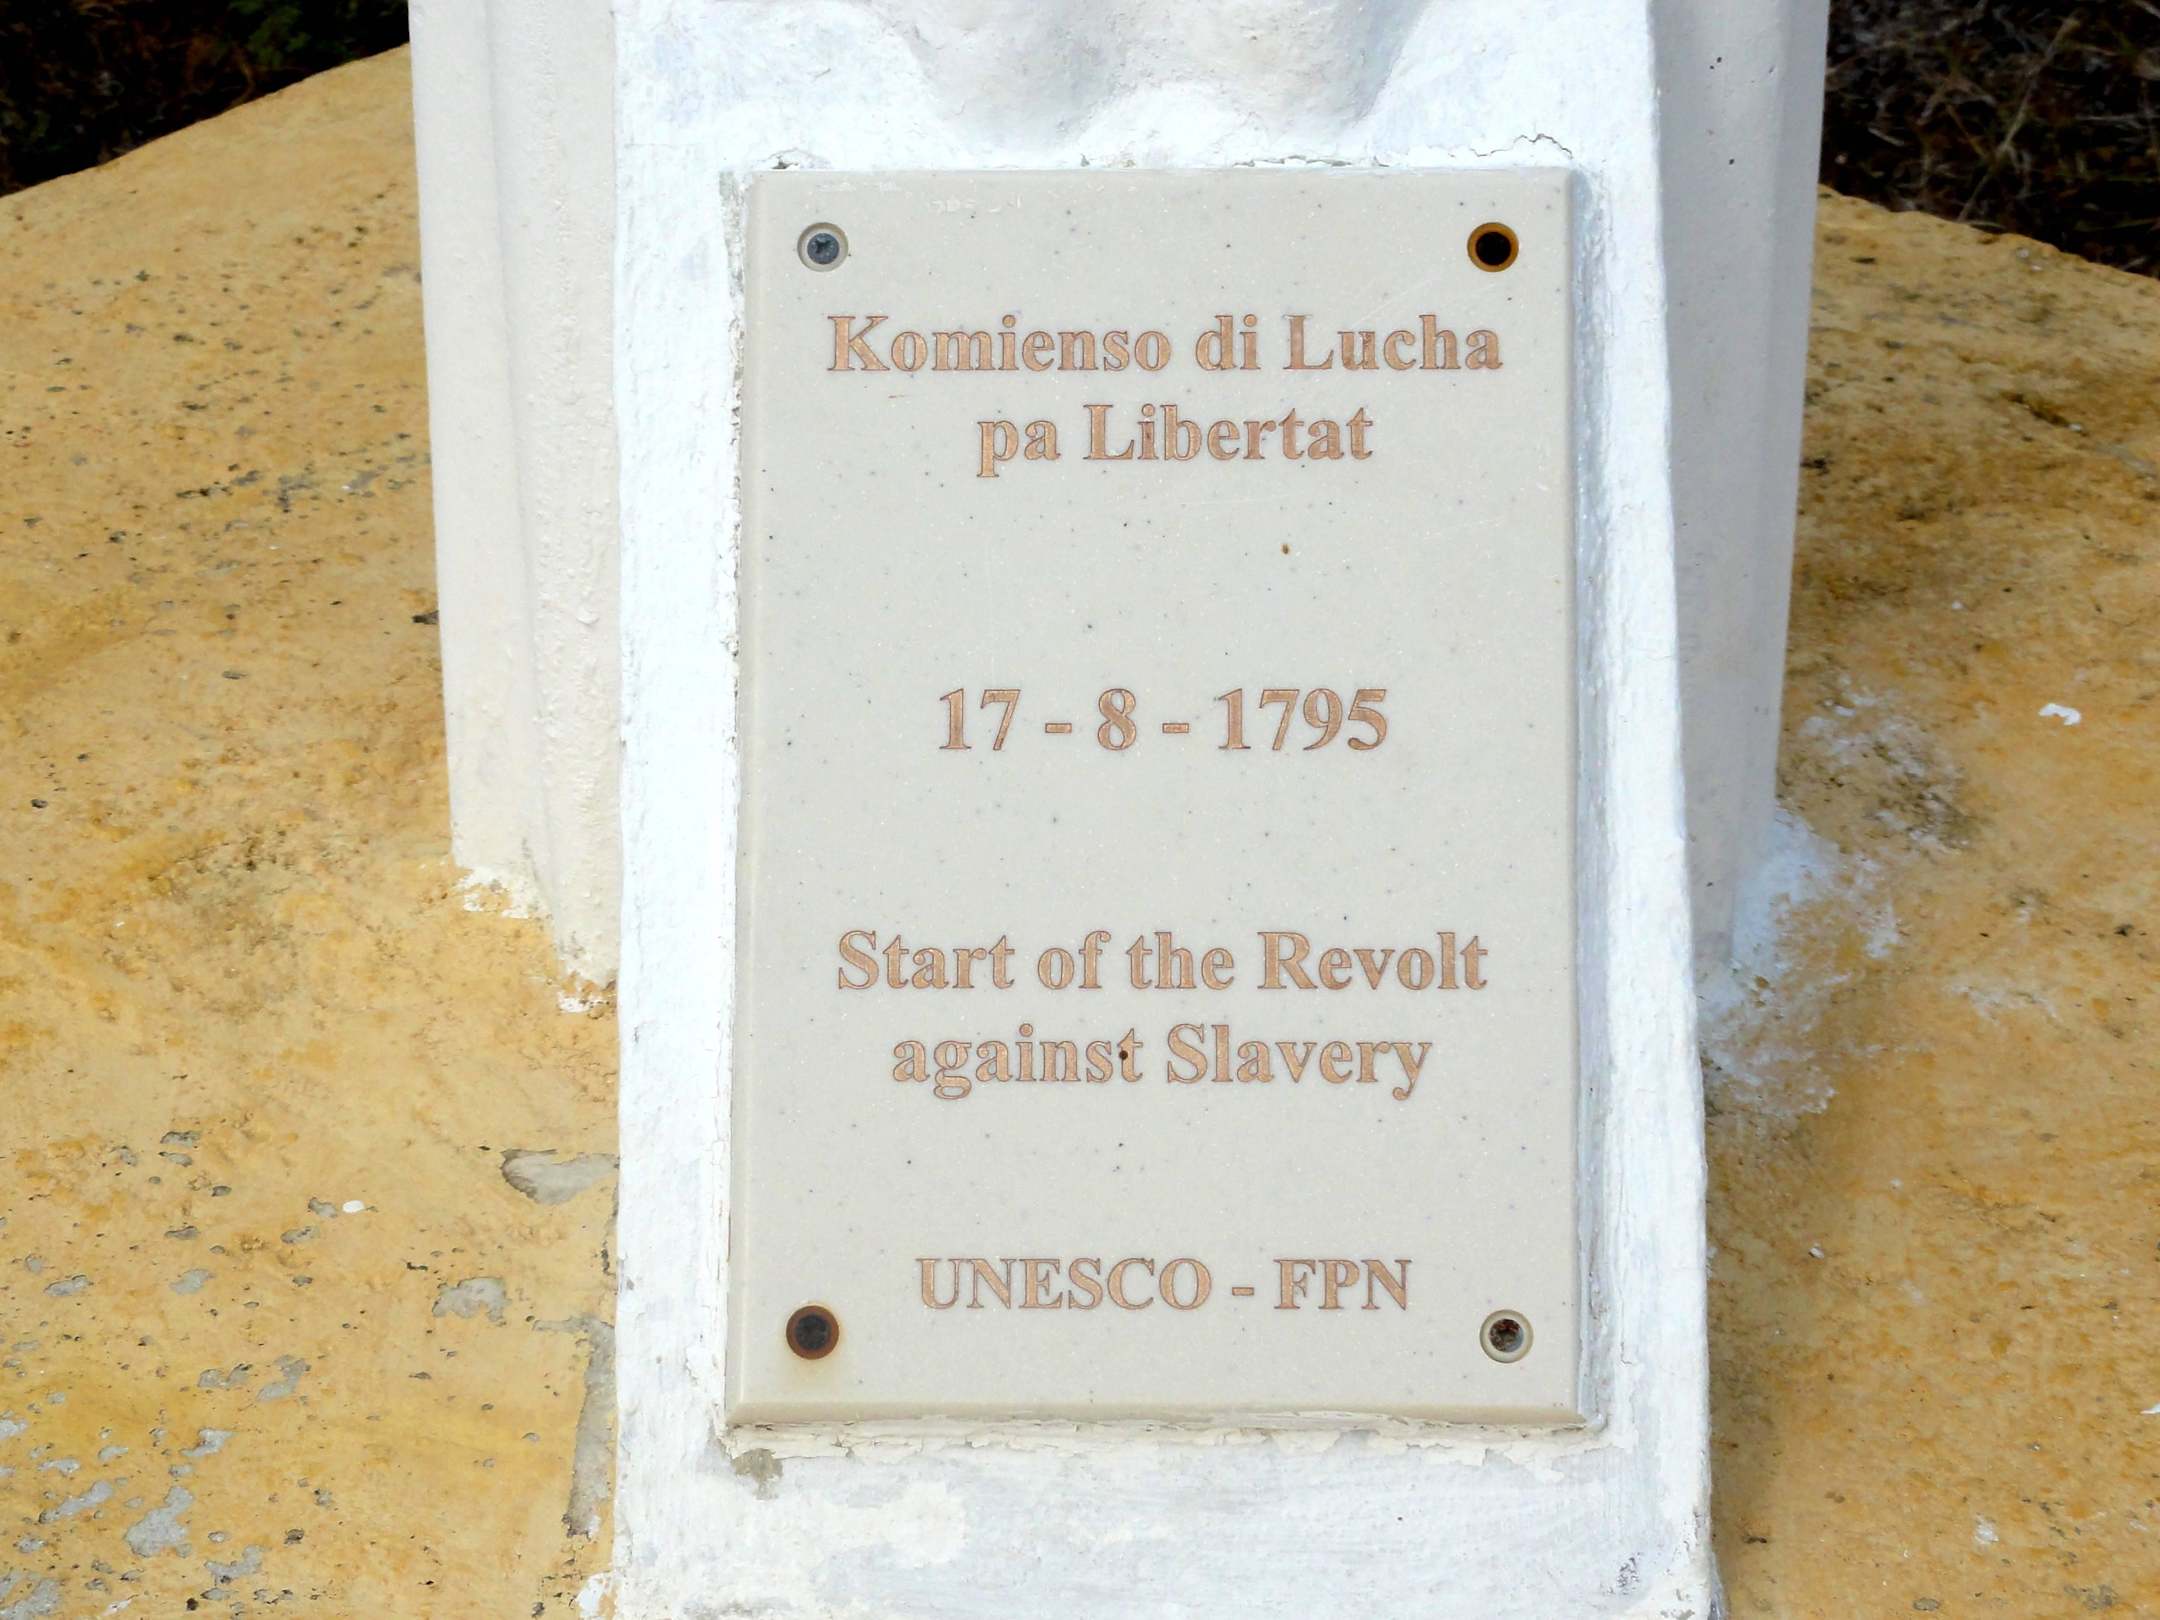 Komienso di Lucha
pa Libertat
17 - 8 - 1795
Start of the Revolt
against Slavery
UNESCO - FPN